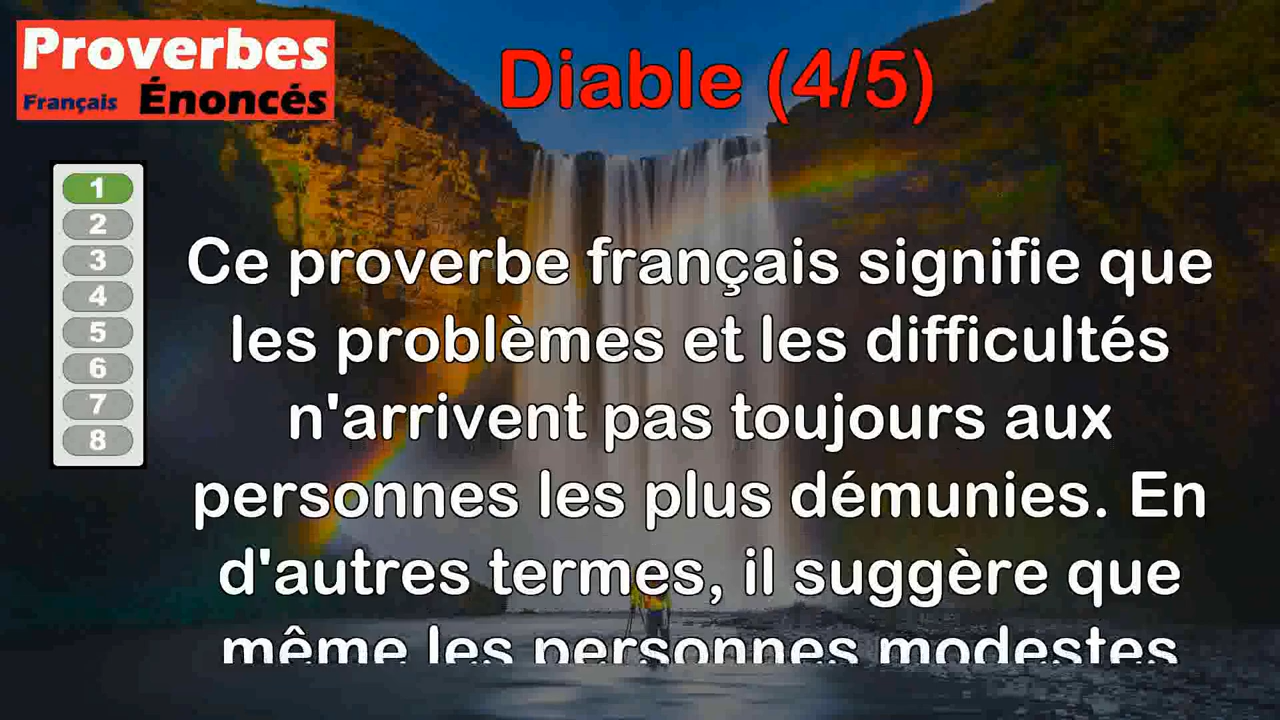 Proverbes
Français Énoncés
Diable (4/5)
1
2
3
4
5
6
7
8
Ce proverbe français signifie que
les problèmes et les difficultés
n'arrivent pas toujours aux
personnes les plus démunies. En
d'autres termes, il suggère que
même les personnes modestes